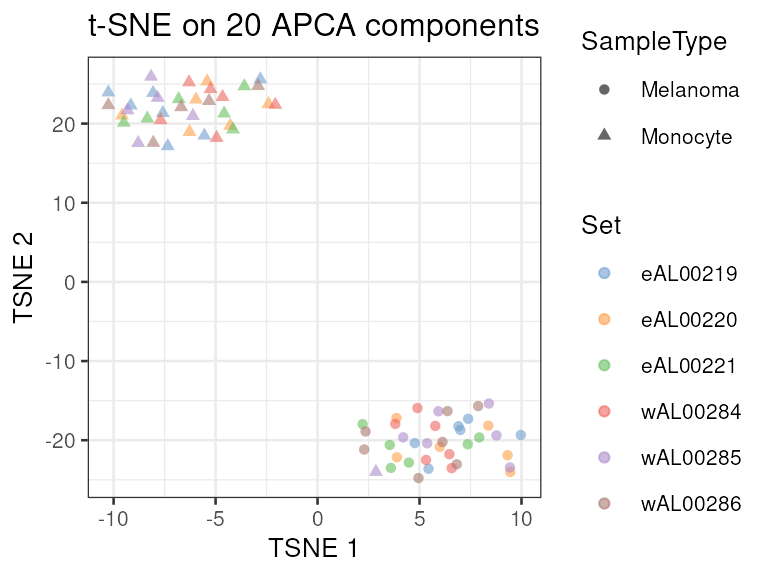 t-SNE on 20 APCA components
TSNE 2
20
10
0
-10
-20
-10
-5
0
5
10
TSNE 1
SampleType
Melanoma
Monocyte
Set
eAL00219
eAL00220
eAL00221
wAL00284
wAL00285
wAL00286